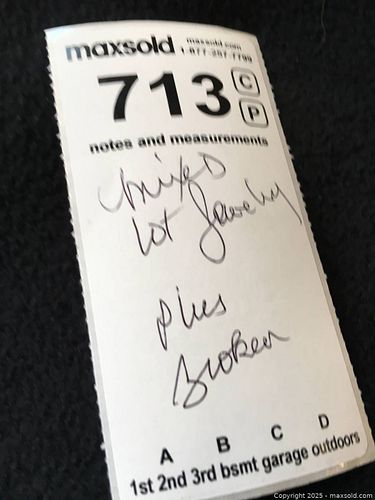 maxsold maxsold.com
1.877.257.7799
713 C
P
notes and measurements
mixed
lot Jewelry
plus
Broken
A B C D
1st 2nd 3rd bsmt garage outdoors
Copyright 2025 - maxsold.com